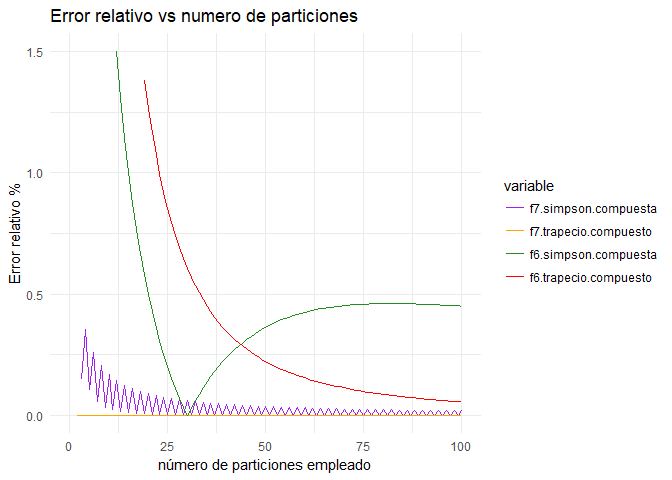 Error relativo vs numero de particiones
Error relativo %
1.5
1.0
0.5
0.0
0
25
50
75
100
número de particiones empleado
variable
f7.simpson.compuesta
f7.trapecio.compuesto
f6.simpson.compuesta
f6.trapecio.compuesto